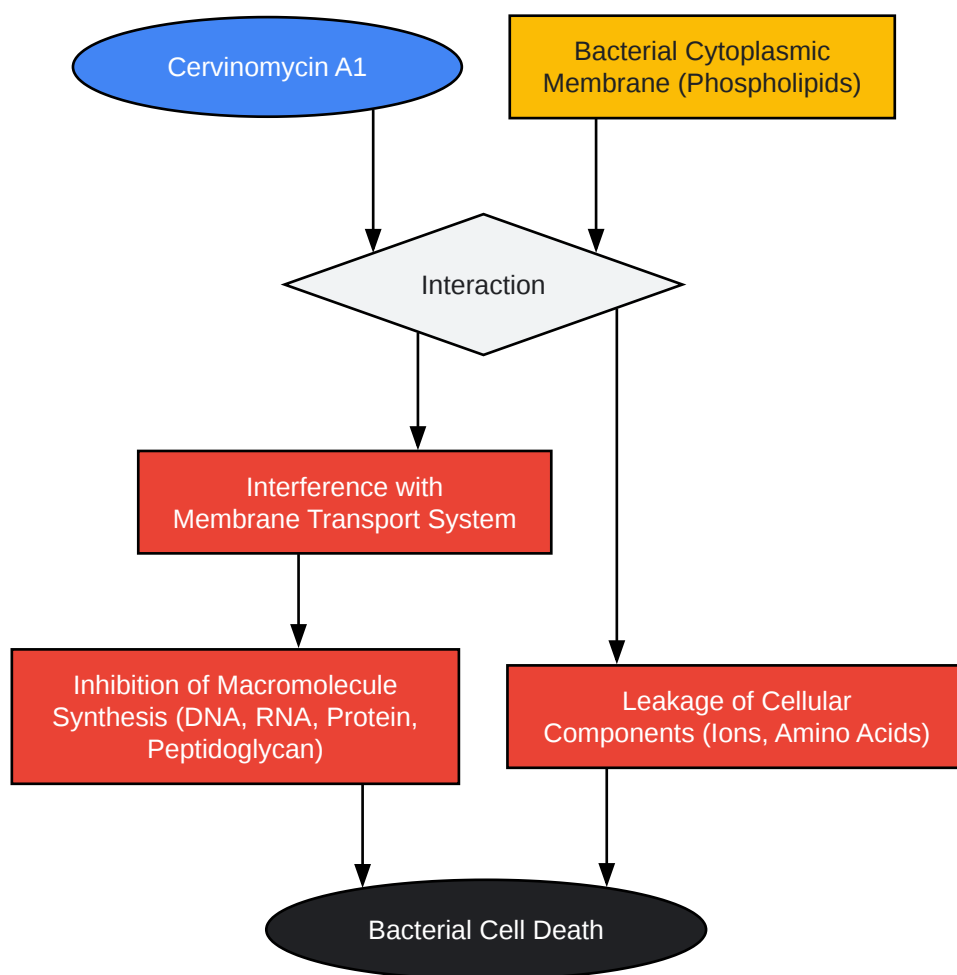 Cervinomycin A1
Bacterial Cytoplasmic
Membrane (Phospholipids)
Interaction
Interference with
Membrane Transport System
Inhibition of Macromolecule
Synthesis (DNA, RNA, Protein,
Peptidoglycan)
Leakage of Cellular
Components (Ions, Amino Acids)
Bacterial Cell Death